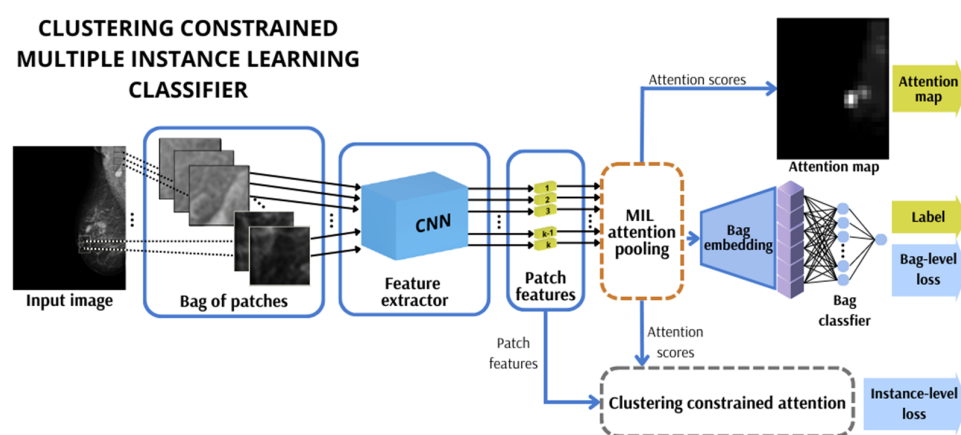 CLUSTERING CONSTRAINED
MULTIPLE INSTANCE LEARNING
CLASSIFIER
Attention scores
Attention
map
Attention map
Input image
Bag of patches
CNN
Feature
extractor
1
2
3
k-1
k
Patch
features
MIL
attention
pooling
Bag
embedding
Bag
classfier
Label
Bag-level
loss
Patch
features
Attention
scores
Clustering constrained attention
Instance-level
loss